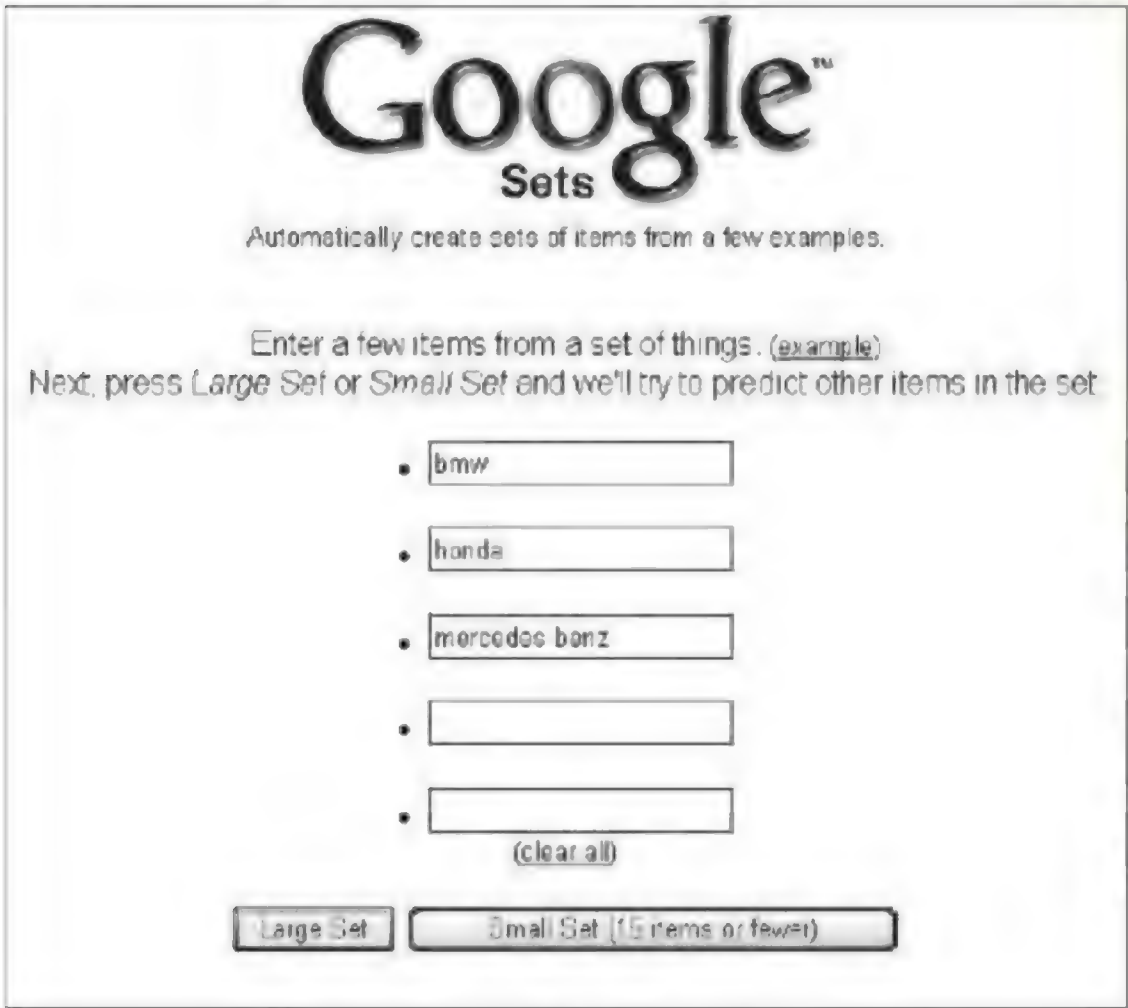 Google™
Sets
Automatically create sets of items from a few examples.
Enter a few items from a set of things. (example)
Next, press Large Set or Small Set and we'll try to predict other items in the set
• bmw
• honda
• mercedes benz
•
•
(clear all)
Large Set Small Set (15 items or fewer)